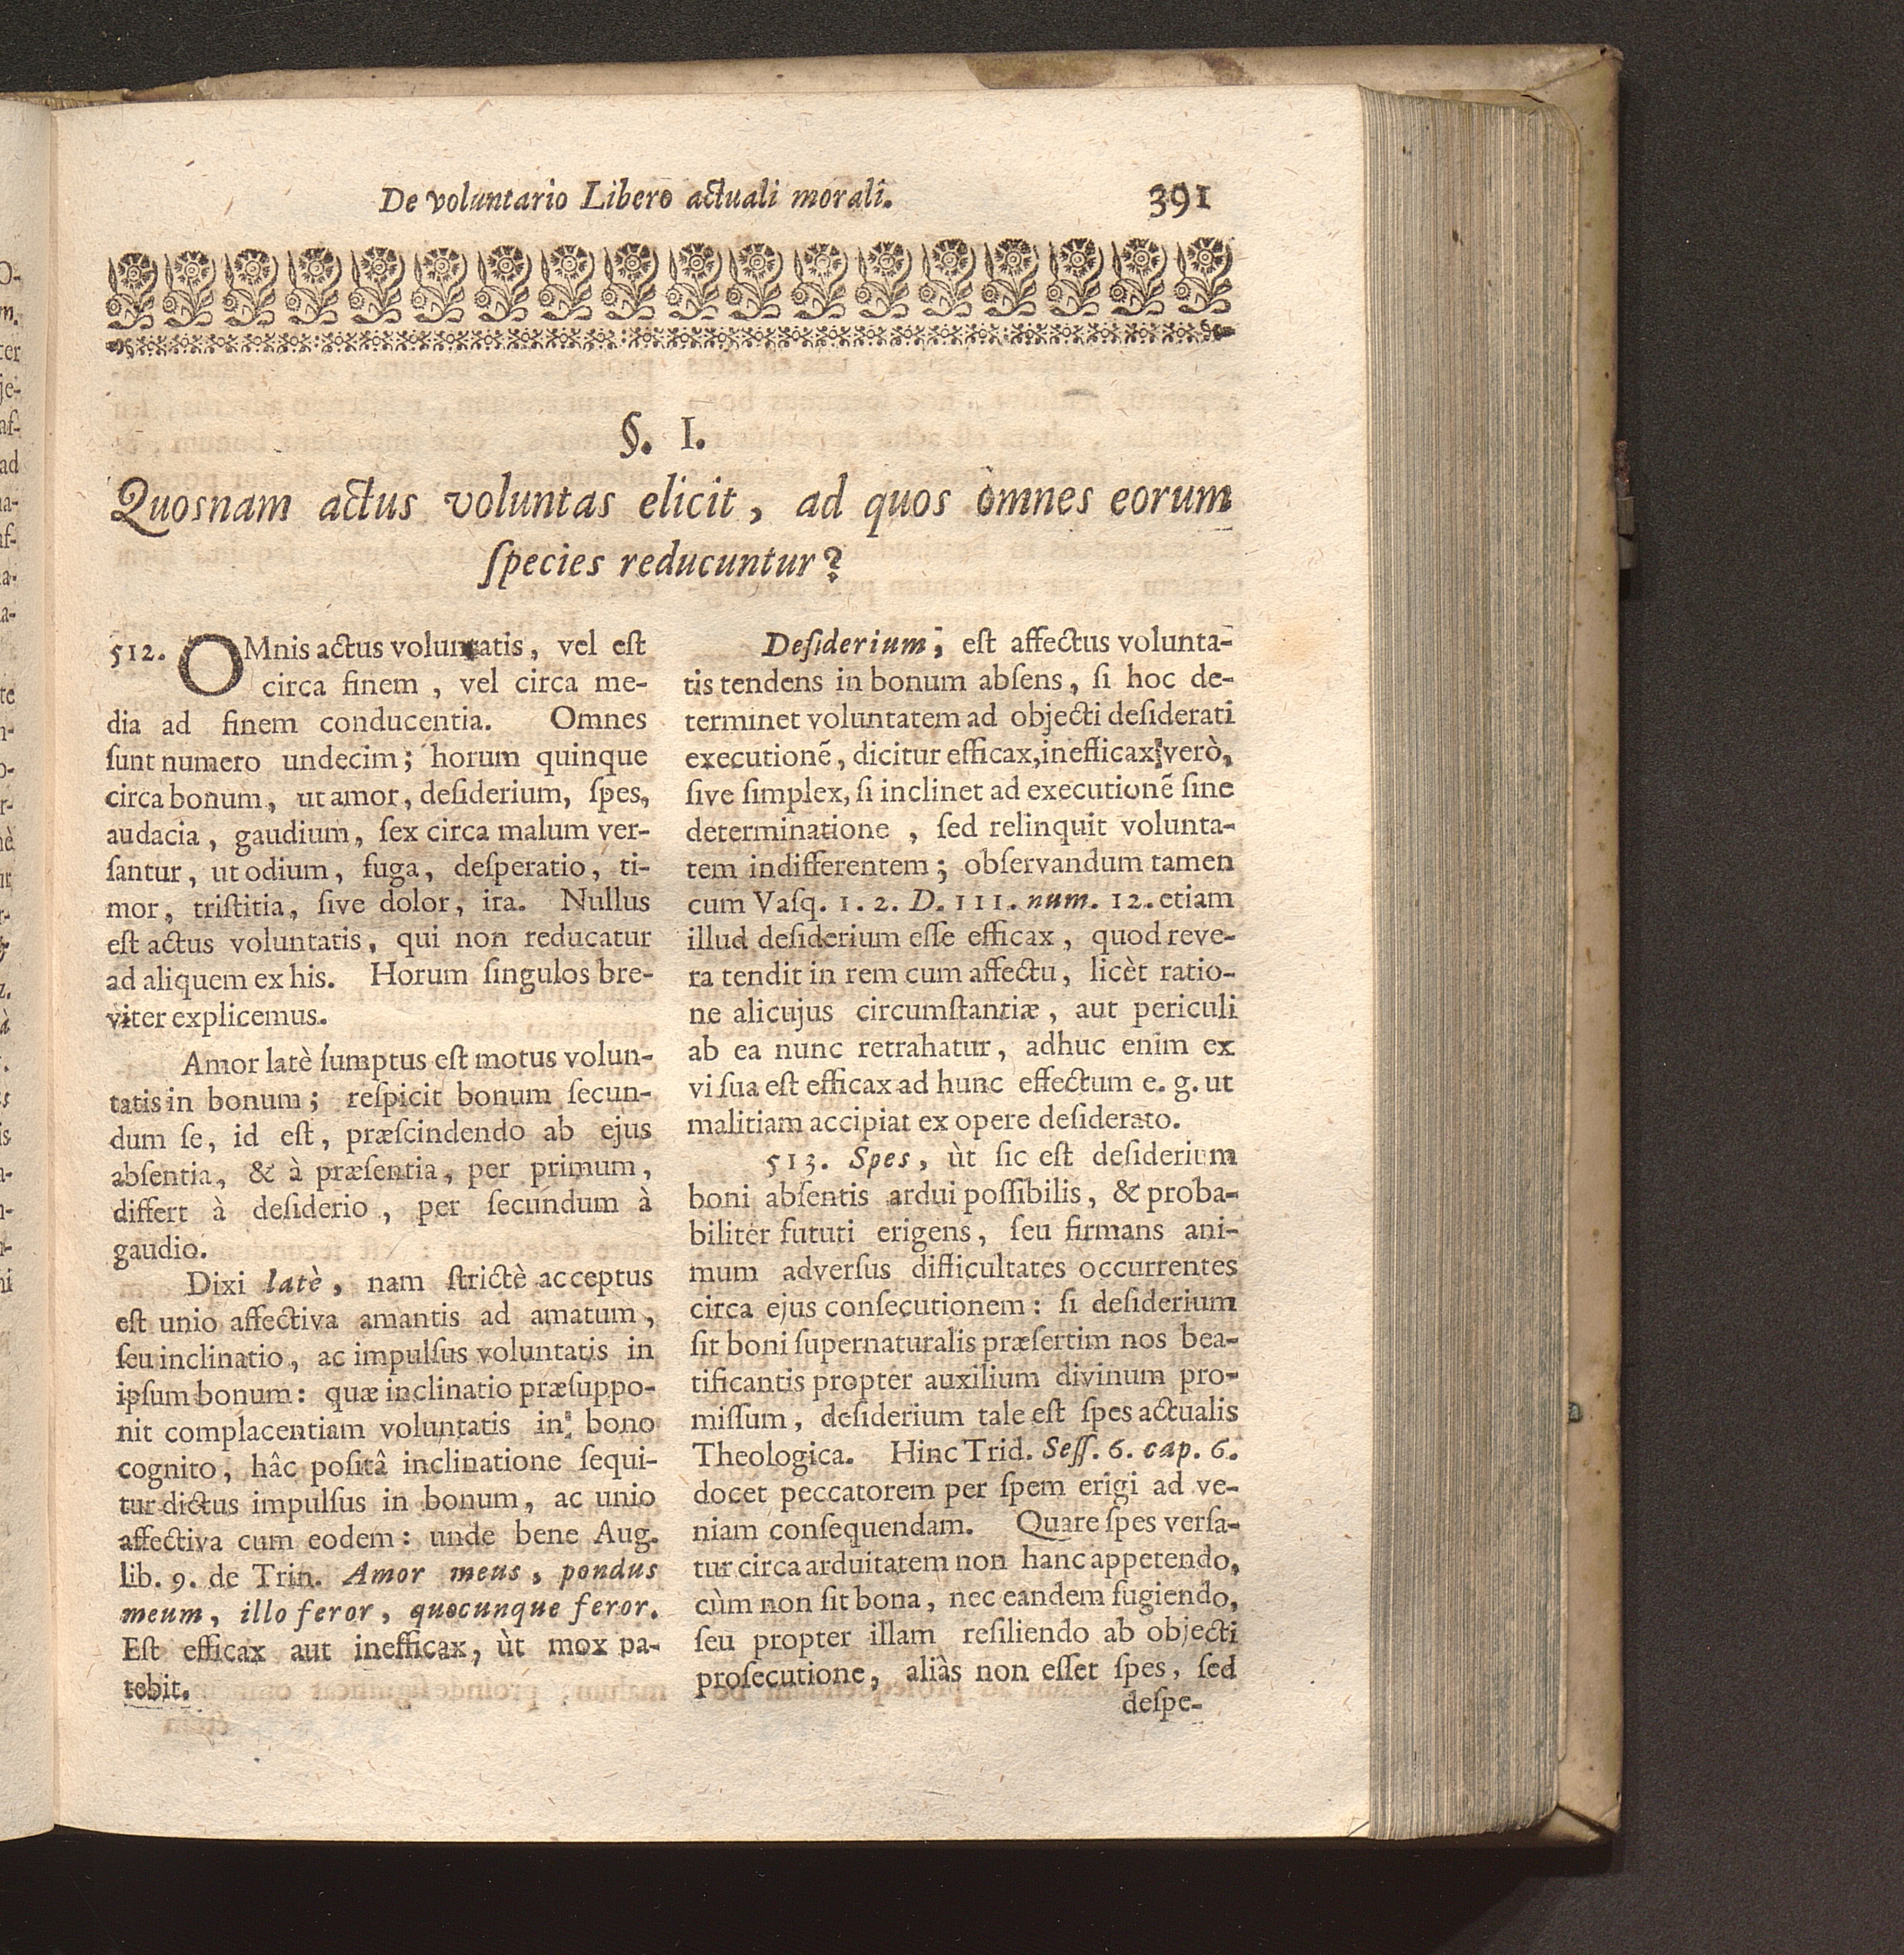 De voluntario Libero actuali morali.
391
§. I.
Quosnam actus voluntas elicit, ad quos omnes eorum
ſpecies reducuntur?
512. OMnis actus voluntatis, vel eſt
circa finem, vel circa me-
dia ad finem conducentia. Omnes
ſunt numero undecim; horum quinque
circa bonum, ut amor, deſiderium, ſpes,
audacia, gaudium, ſex circa malum ver-
ſantur, ut odium, fuga, deſperatio, ti-
mor, triſtitia, ſive dolor, ira. Nullus
eſt actus voluntatis, qui non reducatur
ad aliquem ex his. Horum ſingulos bre-
viter explicemus.
Amor latè ſumptus eſt motus volun-
tatis in bonum; reſpicit bonum ſecun-
dum ſe, id eſt, præſcindendo ab ejus
abſentia, & à præſentia, per primum,
differt à deſiderio, per ſecundum à
gaudio.
Dixi latè, nam ſtrictè acceptus
eſt unio affectiva amantis ad amatum,
ſeu inclinatio, ac impulſus voluntatis in
ipſum bonum: quæ inclinatio præſuppo-
nit complacentiam voluntatis in bono
cognito, hâc poſitâ inclinatione ſequi-
tur dictus impulſus in bonum, ac unio
affectiva cum eodem: unde bene Aug.
lib. 9. de Trin. Amor meus, pondus
meum, illo feror, quocunque feror.
Eſt efficax aut inefficax, ùt mox pa-
tebit.
Deſiderium, eſt affectus volunta-
tis tendens in bonum abſens, ſi hoc de-
terminet voluntatem ad objecti deſiderati
executionẽ, dicitur efficax, inefficax verò,
ſive ſimplex, ſi inclinet ad executionẽ ſine
determinatione, ſed relinquit volunta-
tem indifferentem; obſervandum tamen
cum Vaſq. 1. 2. D. 111. num. 12. etiam
illud deſiderium eſſe efficax, quod reve-
ra tendit in rem cum affectu, licèt ratio-
ne alicujus circumſtantiæ, aut periculi
ab ea nunc retrahatur, adhuc enim ex
vi ſua eſt efficax ad hunc effectum e. g. ut
malitiam accipiat ex opere deſiderato.
513. Spes, ùt ſic eſt deſiderium
boni abſentis ardui poſſibilis, & proba-
biliter fututi erigens, ſeu firmans ani-
mum adverſus difficultates occurrentes
circa ejus conſecutionem: ſi deſiderium
ſit boni ſupernaturalis præſertim nos bea-
tificantis propter auxilium divinum pro-
miſſum, deſiderium tale eſt ſpes actualis
Theologica. Hinc Trid. Seſſ. 6. cap. 6.
docet peccatorem per ſpem erigi ad ve-
niam conſequendam. Quare ſpes verſa-
tur circa arduitatem non hanc appetendo,
cùm non ſit bona, nec eandem fugiendo,
ſeu propter illam reſiliendo ab objecti
proſecutione, aliàs non eſſet ſpes, ſed
deſpe-